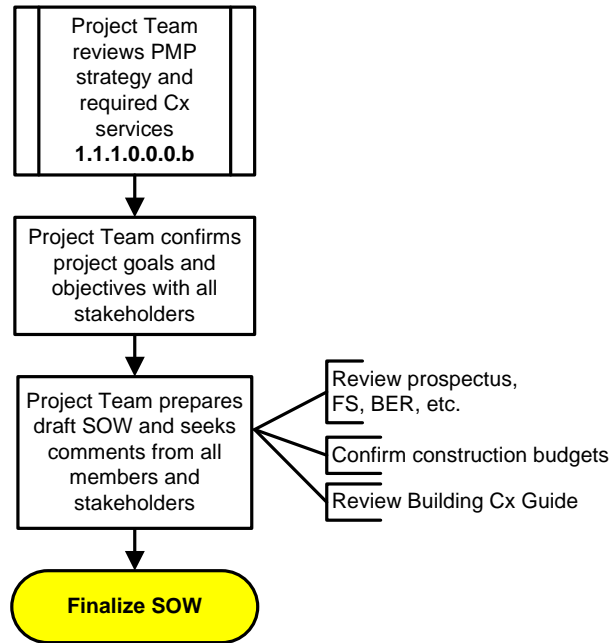 Project Team
reviews PMP
strategy and
required Cx
services
1.1.1.0.0.0.b
Project Team confirms
project goals and
objectives with all
stakeholders
Project Team prepares
draft SOW and seeks
comments from all
members and
stakeholders
Review prospectus,
FS, BER, etc.
Confirm construction budgets
Review Building Cx Guide
Finalize SOW